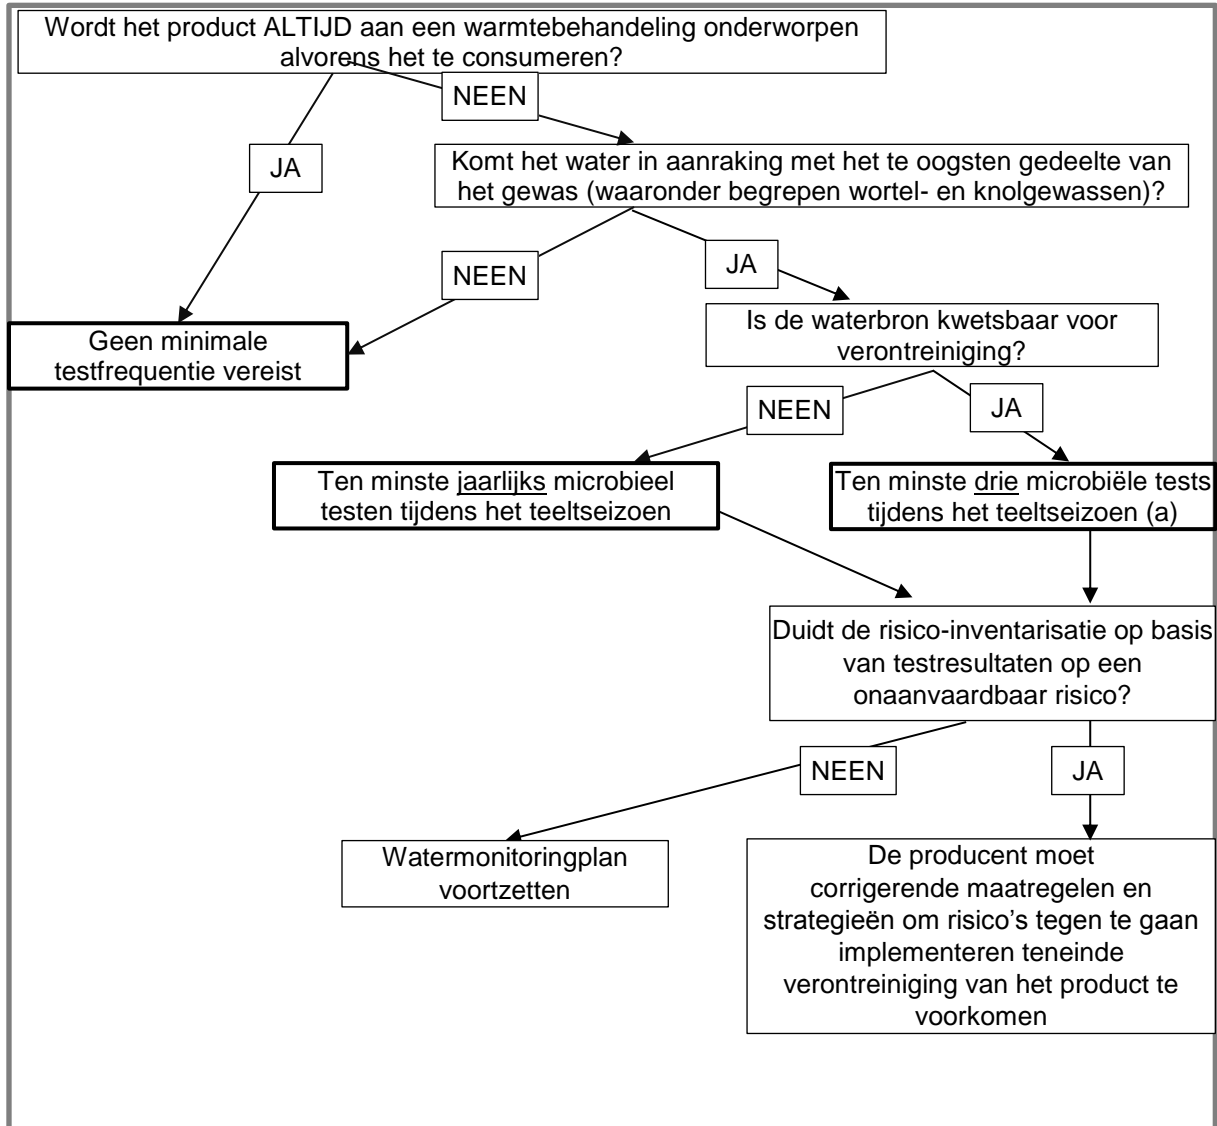 Wordt het product ALTIJD aan een warmtebehandeling onderworpen
alvorens het te consumeren?
NEEN
JA
Komt het water in aanraking met het te oogsten gedeelte van
het gewas (waaronder begrepen wortel- en knolgewassen)?
NEEN
JA
Is de waterbron kwetsbaar voor
verontreiniging?
Geen minimale
testfrequentie vereist
NEEN
JA
Ten minste jaarlijks microbieel
testen tijdens het teeltseizoen
Ten minste drie microbiële tests
tijdens het teeltseizoen (a)
Duidt de risico-inventarisatie op basis
van testresultaten op een
onaanvaardbaar risico?
NEEN
JA
Watermonitoringplan
voortzetten
De producent moet
corrigerende maatregelen en
strategieën om risico’s tegen te gaan
implementeren teneinde
verontreiniging van het product te
voorkomen